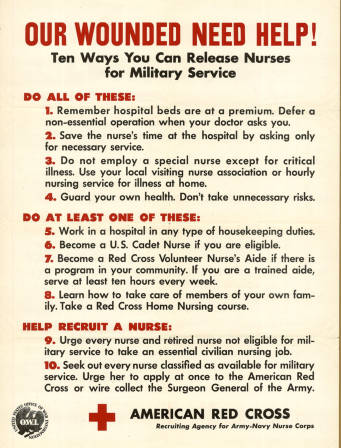 OUR WOUNDED NEED HELP!
Ten Ways You Can Release Nurses
for Military Service
DO ALL OF THESE:
1. Remember hospital beds are at a premium. Defer a
non-essential operation when your doctor asks you.
2. Save the nurse's time at the hospital by asking only
for necessary service.
3. Do not employ a special nurse except for critical
illness. Use your local visiting nurse association or hourly
nursing service for illness at home.
4. Guard your own health. Don't take unnecessary risks.
DO AT LEAST ONE OF THESE:
5. Work in a hospital in any type of housekeeping duties.
6. Become a U.S. Cadet Nurse if you are eligible.
7. Become a Red Cross Volunteer Nurse's Aide if there is
a program in your community. If you are a trained aide,
serve at least ten hours every week.
8. Learn how to take care of members of your own fam-
ily. Take a Red Cross Home Nursing course.
HELP RECRUIT A NURSE:
9. Urge every nurse and retired nurse not eligible for mil-
itary service to take an essential civilian nursing job.
10. Seek out every nurse classified as available for military
service. Urge her to apply at once to the American Red
Cross or wire collect the Surgeon General of the Army.
OWI
AMERICAN RED CROSS
Recruiting Agency for Army-Navy Nurse Corps